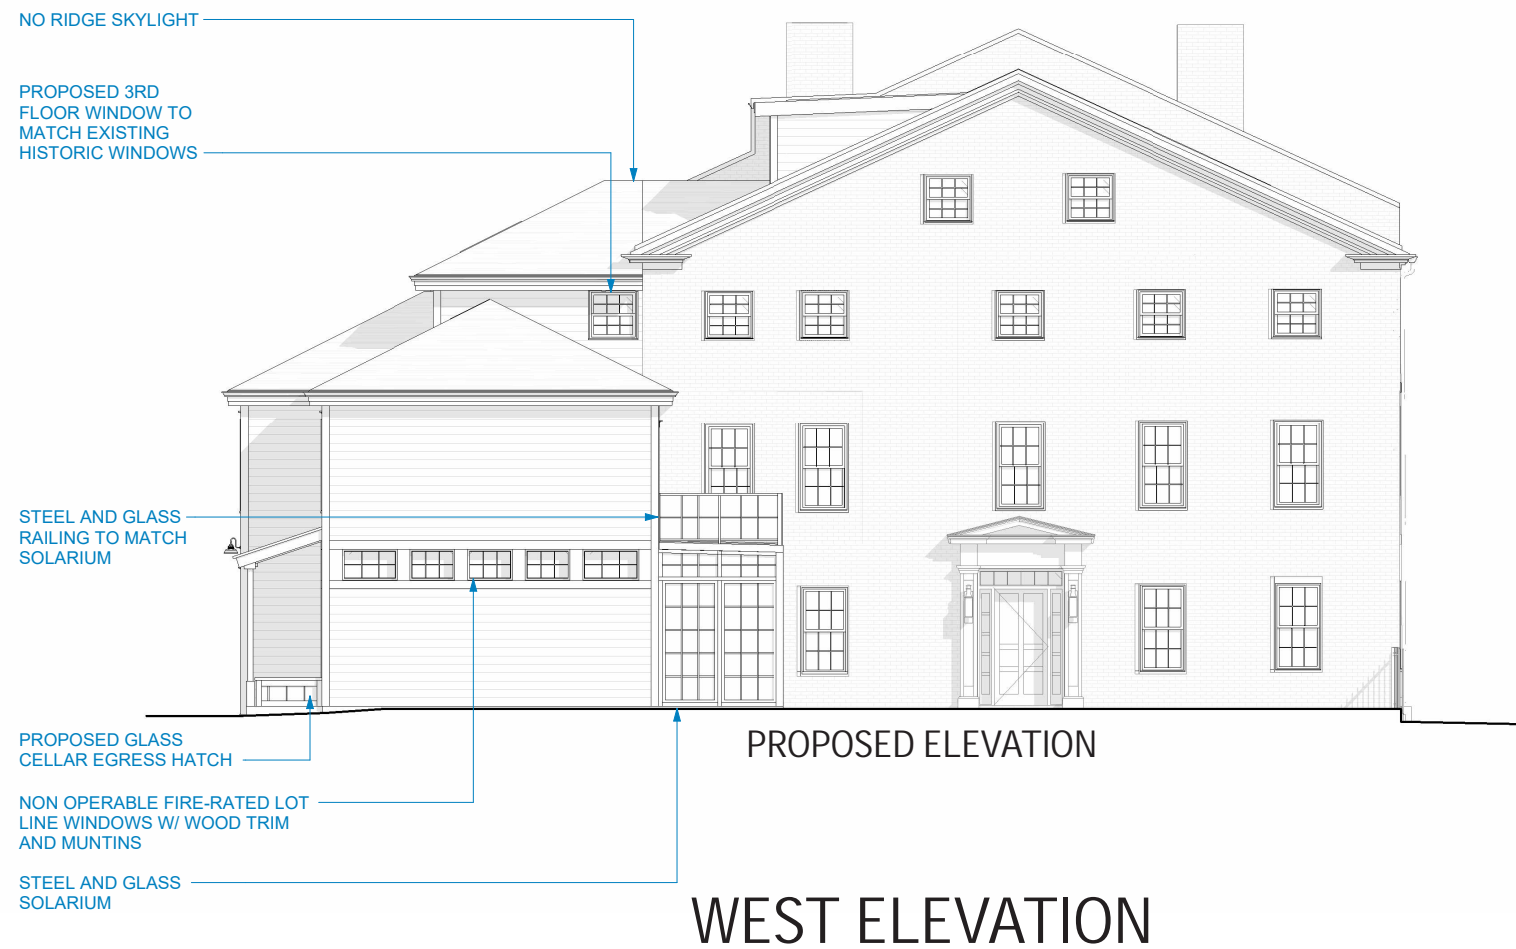 NO RIDGE SKYLIGHT
PROPOSED 3RD
FLOOR WINDOW TO
MATCH EXISTING
HISTORIC WINDOWS
STEEL AND GLASS
RAILING TO MATCH
SOLARIUM
PROPOSED GLASS
CELLAR EGRESS HATCH
NON OPERABLE FIRE-RATED LOT
LINE WINDOWS W/ WOOD TRIM
AND MUNTINS
STEEL AND GLASS
SOLARIUM
PROPOSED ELEVATION
WEST ELEVATION